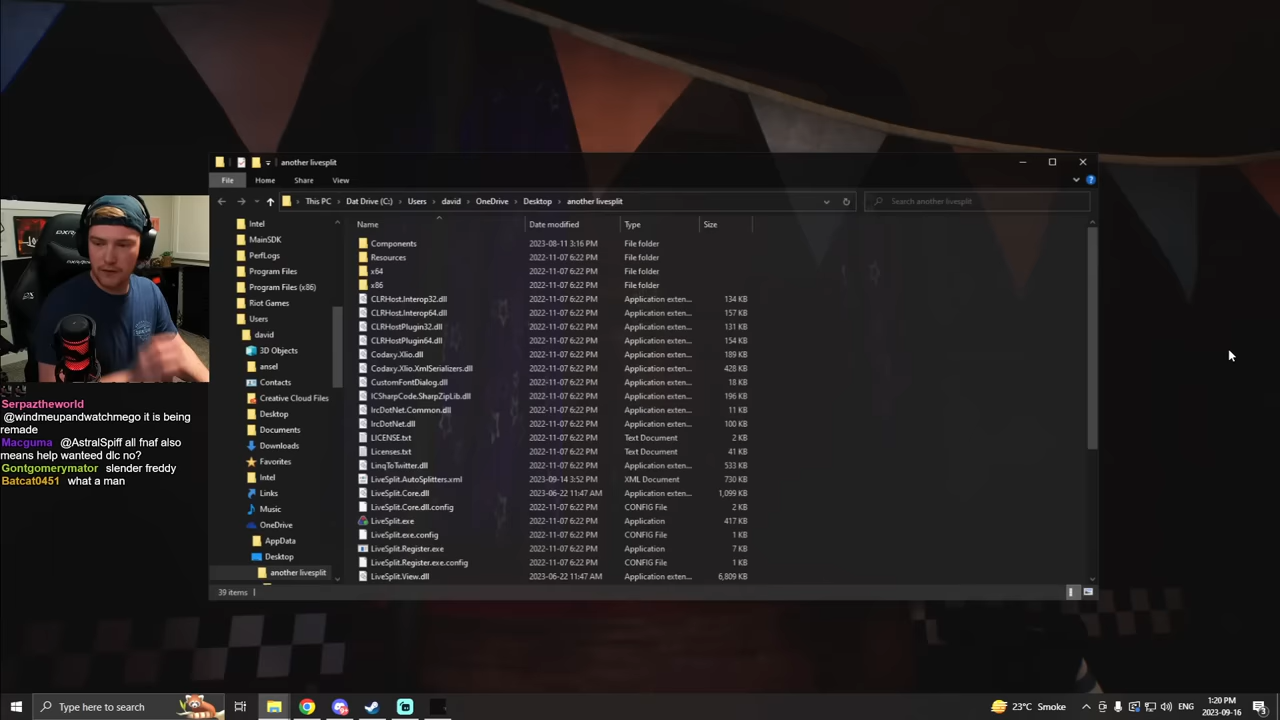 another livesplit
File Home Share View
This PC > Dat Drive (C:) > Users > david > OneDrive > Desktop > another livesplit
Search another livesplit
Intel
MainSDK
PerfLogs
Program Files
Program Files (x86)
Riot Games
Users
david
3D Objects
ansel
Contacts
Creative Cloud Files
Desktop
Documents
Downloads
Favorites
Intel
Links
Music
OneDrive
AppData
Desktop
another livesplit
Name Date modified Type Size
Components 2023-08-11 3:16 PM File folder
Resources 2022-11-07 6:22 PM File folder
x64 2022-11-07 6:22 PM File folder
x86 2022-11-07 6:22 PM File folder
CLRHost.Interop32.dll 2022-11-07 6:22 PM Application exten... 134 KB
CLRHost.Interop64.dll 2022-11-07 6:22 PM Application exten... 157 KB
CLRHostPlugin32.dll 2022-11-07 6:22 PM Application exten... 131 KB
CLRHostPlugin64.dll 2022-11-07 6:22 PM Application exten... 154 KB
Codaxy.Xlio.dll 2022-11-07 6:22 PM Application exten... 189 KB
Codaxy.Xlio.XmlSerializers.dll 2022-11-07 6:22 PM Application exten... 428 KB
CustomFontDialog.dll 2022-11-07 6:22 PM Application exten... 18 KB
ICSharpCode.SharpZipLib.dll 2022-11-07 6:22 PM Application exten... 196 KB
IrcDotNet.Common.dll 2022-11-07 6:22 PM Application exten... 11 KB
IrcDotNet.dll 2022-11-07 6:22 PM Application exten... 100 KB
LICENSE.txt 2022-11-07 6:22 PM Text Document 2 KB
Licenses.txt 2022-11-07 6:22 PM Text Document 41 KB
LinqToTwitter.dll 2022-11-07 6:22 PM Application exten... 533 KB
LiveSplit.AutoSplitters.xml 2023-09-14 3:52 PM XML Document 730 KB
LiveSplit.Core.dll 2023-06-22 11:47 AM Application exten... 1,099 KB
LiveSplit.Core.dll.config 2022-11-07 6:22 PM CONFIG File 2 KB
LiveSplit.exe 2022-11-07 6:22 PM Application 417 KB
LiveSplit.exe.config 2022-11-07 6:22 PM CONFIG File 1 KB
LiveSplit.Register.exe 2022-11-07 6:22 PM Application 7 KB
LiveSplit.Register.exe.config 2022-11-07 6:22 PM CONFIG File 1 KB
LiveSplit.View.dll 2023-06-22 11:47 AM Application exten... 6,809 KB
39 items
Serpaztheworld
@windmeupandwatchmego it is being
remade
Macguma @AstralSpiff all fnaf also
means help wanteed dlc no?
Gontgomerymator slender freddy
Batcat0451 what a man
Type here to search
23°C Smoke
ENG
1:20 PM
2023-09-16